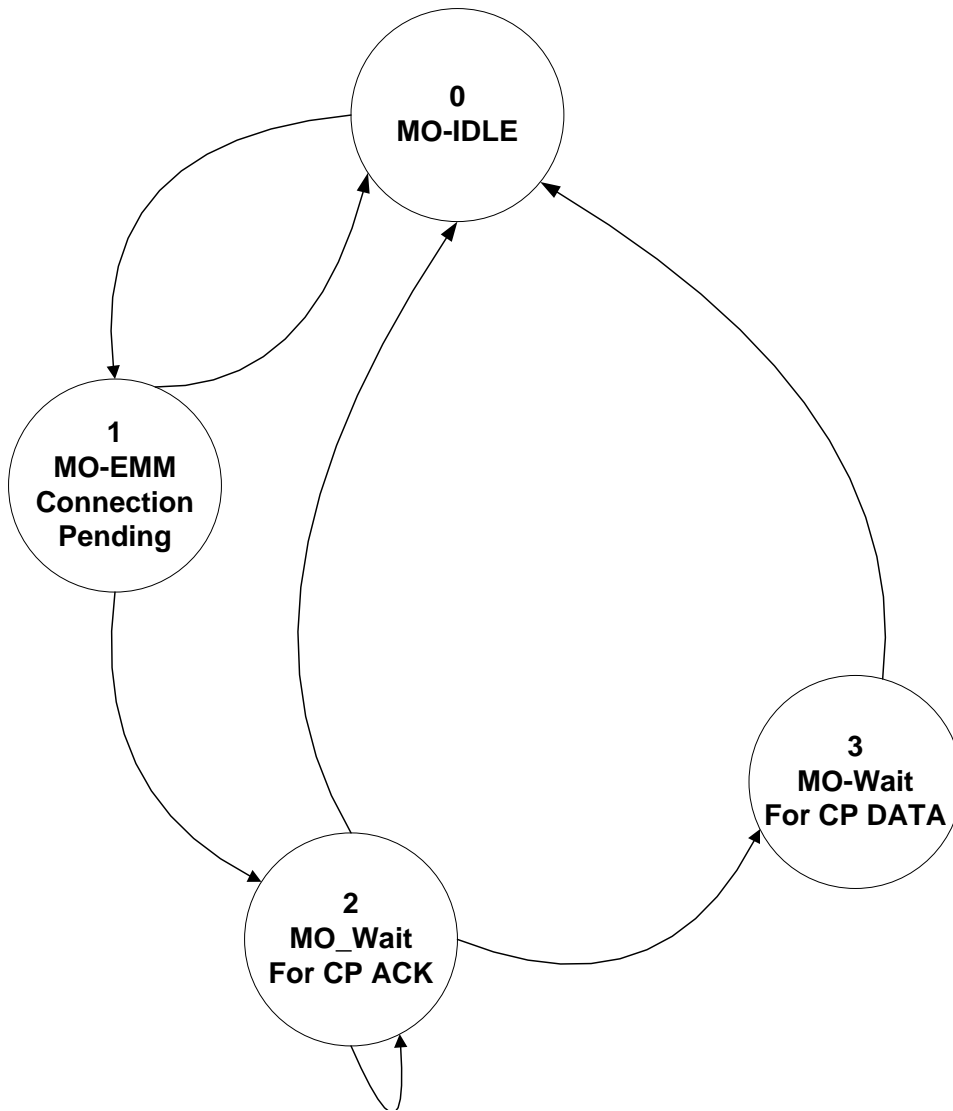 0
MO-IDLE
1
MO-EMM
Connection
Pending
3
MO-Wait
For CP DATA
2
MO_Wait
For CP ACK